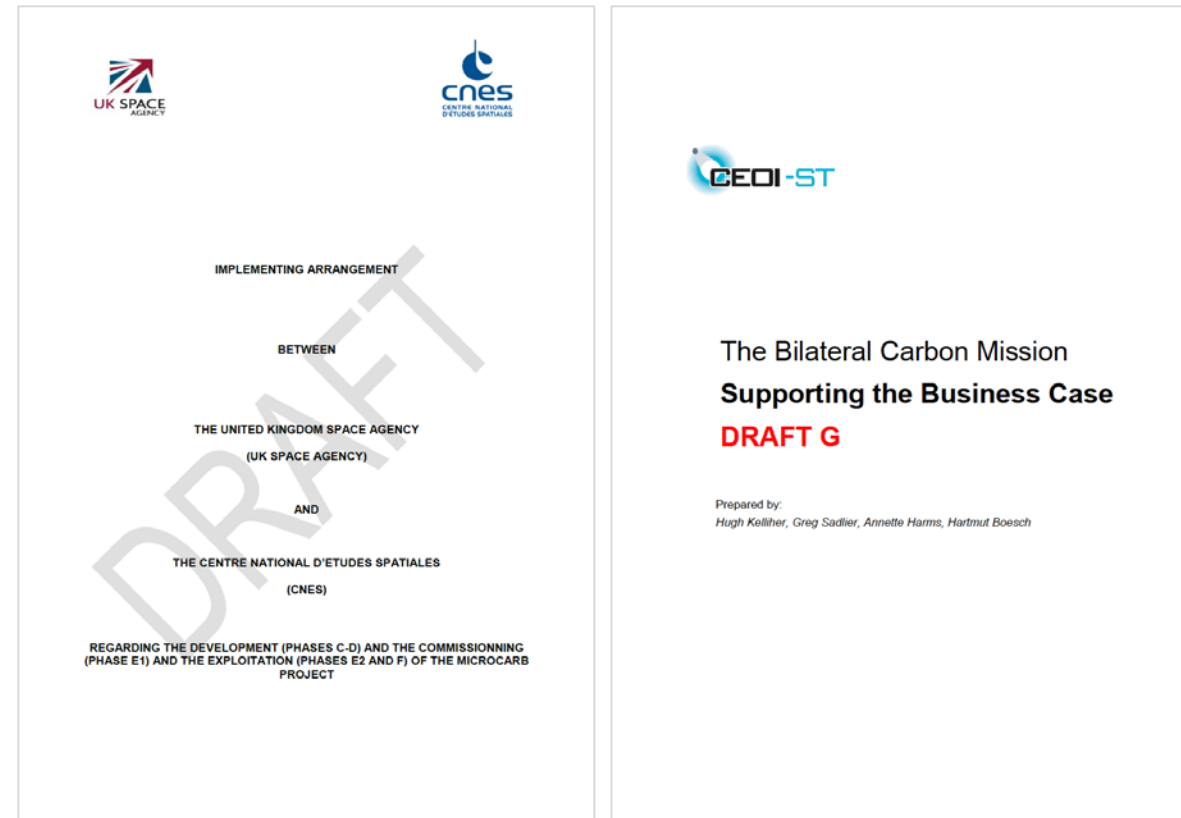 UK SPACE
AGENCY
cnes
CENTRE NATIONAL
D'ÉTUDES SPATIALES
IMPLEMENTING ARRANGEMENT
BETWEEN
THE UNITED KINGDOM SPACE AGENCY
(UK SPACE AGENCY)
AND
THE CENTRE NATIONAL D'ETUDES SPATIALES
(CNES)
REGARDING THE DEVELOPMENT (PHASES C-D) AND THE COMMISSIONNING
(PHASE E1) AND THE EXPLOITATION (PHASES E2 AND F) OF THE MICROCARB
PROJECT
DRAFT
CEOI-ST
The Bilateral Carbon Mission
Supporting the Business Case
DRAFT G
Prepared by:
Hugh Kelliher, Greg Sadlier, Annette Harms, Hartmut Boesch